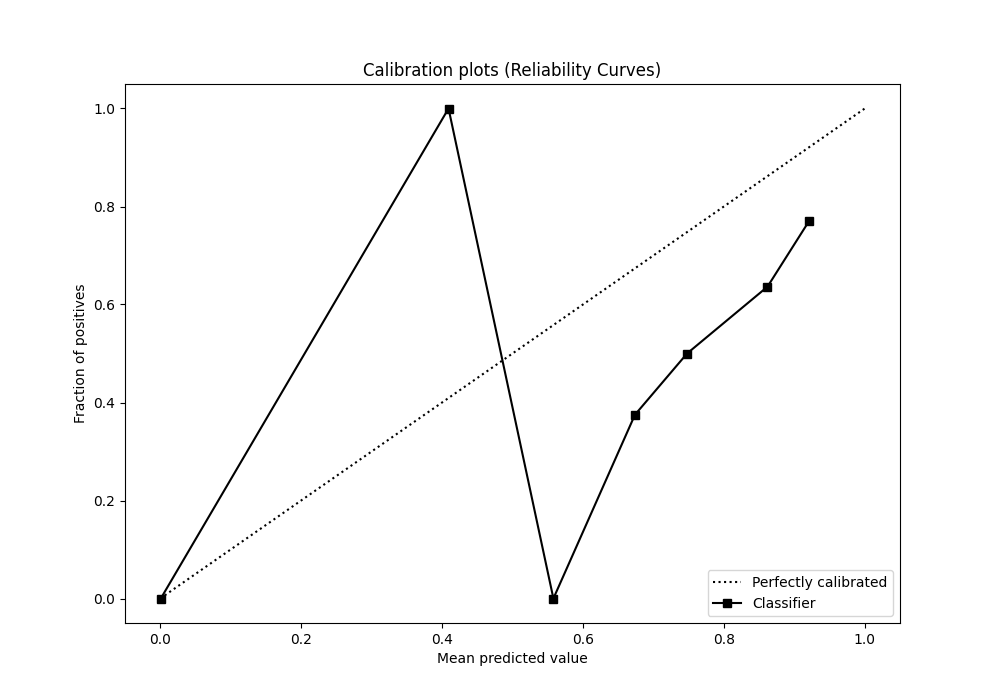 Calibration plots (Reliability Curves)
1.0
0.8
0.6
0.4
0.2
0.0
Fraction of positives
0.0 0.2 0.4 0.6 0.8 1.0
Mean predicted value
Perfectly calibrated
Classifier